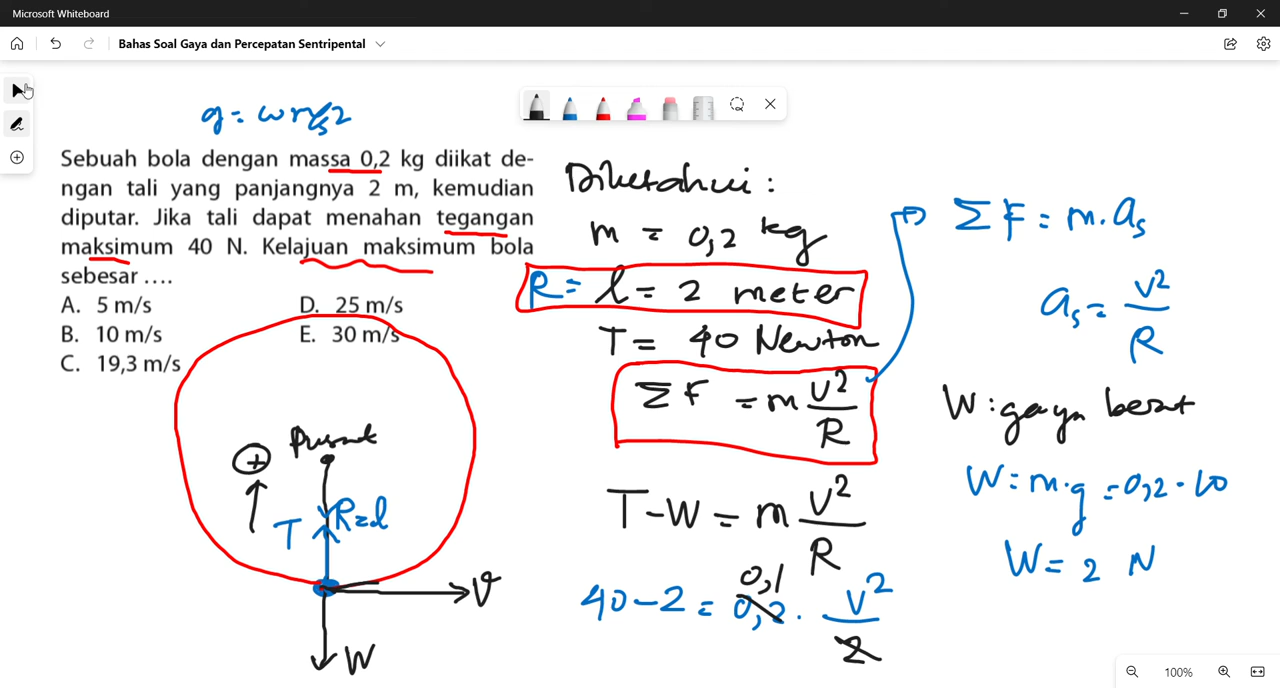 Microsoft Whiteboard
Bahas Soal Gaya dan Percepatan Sentripental
Sebuah bola dengan massa 0,2 kg diikat de-
ngan tali yang panjangnya 2 m, kemudian
diputar. Jika tali dapat menahan tegangan
maksimum 40 N. Kelajuan maksimum bola
sebesar ....
A. 5 m/s
B. 10 m/s
C. 19,3 m/s
D. 25 m/s
E. 30 m/s
Pusat
+
T
R=l
V
W
Diketahui :
m = 0,2 kg
R = l = 2 meter
T = 40 Newton
ΣF = m V²/R
T-W = m V²/R
0,1
40-2 = 0,2 . V²/2
ΣF = m.as
as = V²/R
W : gaya berat
W = m.g = 0,2 . 10
W = 2 N
100%